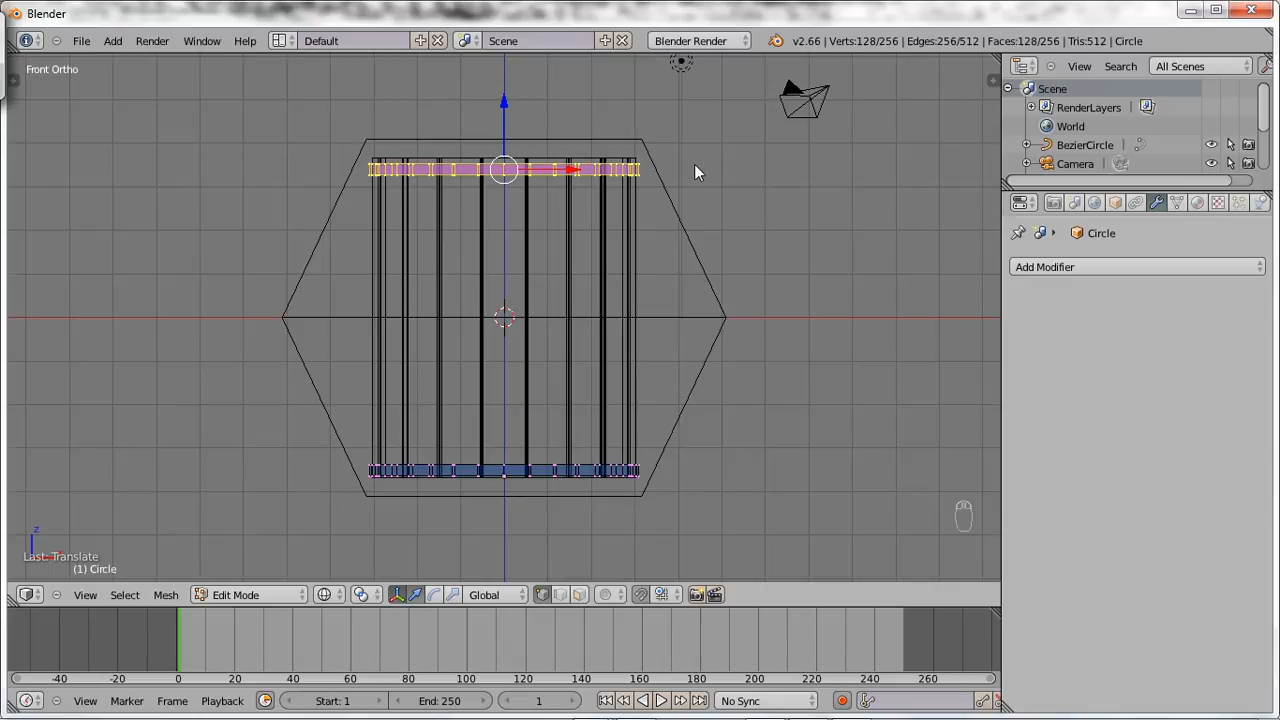 Blender
File Add Render Window Help Default Scene Blender Render v2.66 | Verts:128/256 | Edges:256/512 | Faces:128/256 | Tris:512 | Circle
Front Ortho
View Search All Scenes
Scene
RenderLayers
World
BezierCircle
Camera
Circle
Add Modifier
z
Last: Translate
(1) Circle
View Select Mesh Edit Mode Global
-40 -20 0 20 40 60 80 100 120 140 160 180 200 220 240 260
View Marker Frame Playback Start: 1 End: 250 1 No Sync